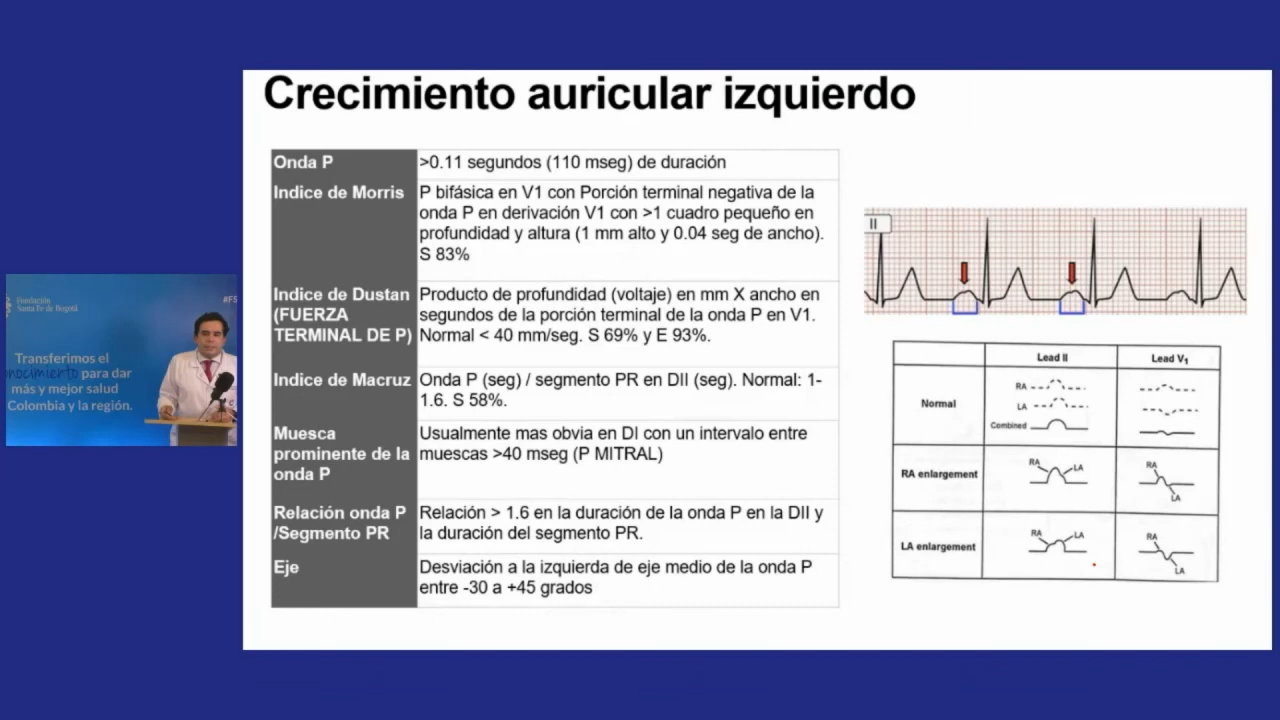 Crecimiento auricular izquierdo
Onda P
>0.11 segundos (110 mseg) de duración
Indice de Morris
P bifásica en V1 con Porción terminal negativa de la
onda P en derivación V1 con >1 cuadro pequeño en
profundidad y altura (1 mm alto y 0.04 seg de ancho).
S 83%
Indice de Dustan
(FUERZA
TERMINAL DE P)
Producto de profundidad (voltaje) en mm X ancho en
segundos de la porción terminal de la onda P en V1.
Normal < 40 mm/seg. S 69% y E 93%.
Indice de Macruz
Onda P (seg) / segmento PR en DII (seg). Normal: 1-
1.6. S 58%.
Muesca
prominente de la
onda P
Usualmente mas obvia en DI con un intervalo entre
muescas >40 mseg (P MITRAL)
Relación onda P
/Segmento PR
Relación > 1.6 en la duración de la onda P en la DII y
la duración del segmento PR.
Eje
Desviación a la izquierda de eje medio de la onda P
entre -30 a +45 grados
II
Lead II
Lead V1
Normal
RA
LA
Combined
RA enlargement
RA
LA
RA
LA
LA enlargement
RA
LA
RA
LA
Fundación
Santa Fe de Bogotá
#FS
Transferimos el
onocimiento para dar
más y mejor salud
Colombia y la región.